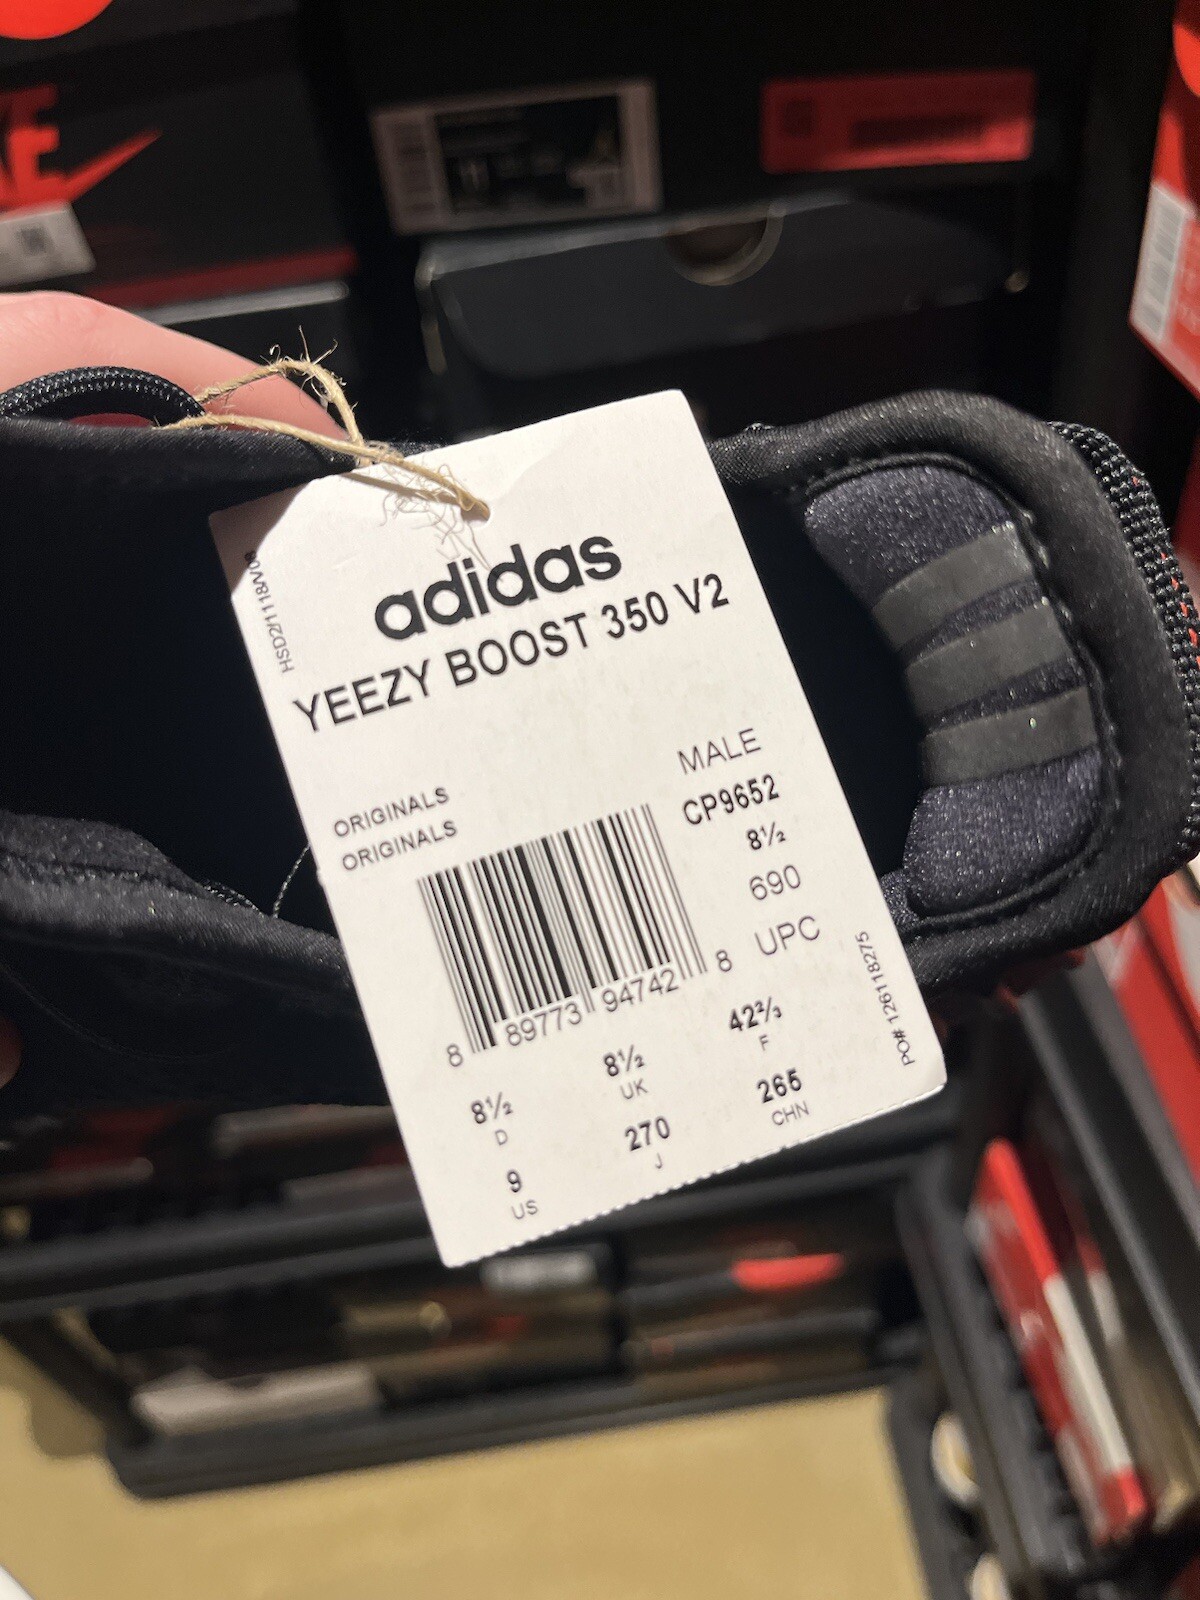 adidas
YEEZY BOOST 350 V2
HSD2/1118/V08
ORIGINALS
ORIGINALS
MALE
CP9652
8½
690
UPC
8 89773 94742 8
PO# 126118275
8½ 8½ 42⅔
D UK F
9 270 265
US J CHN